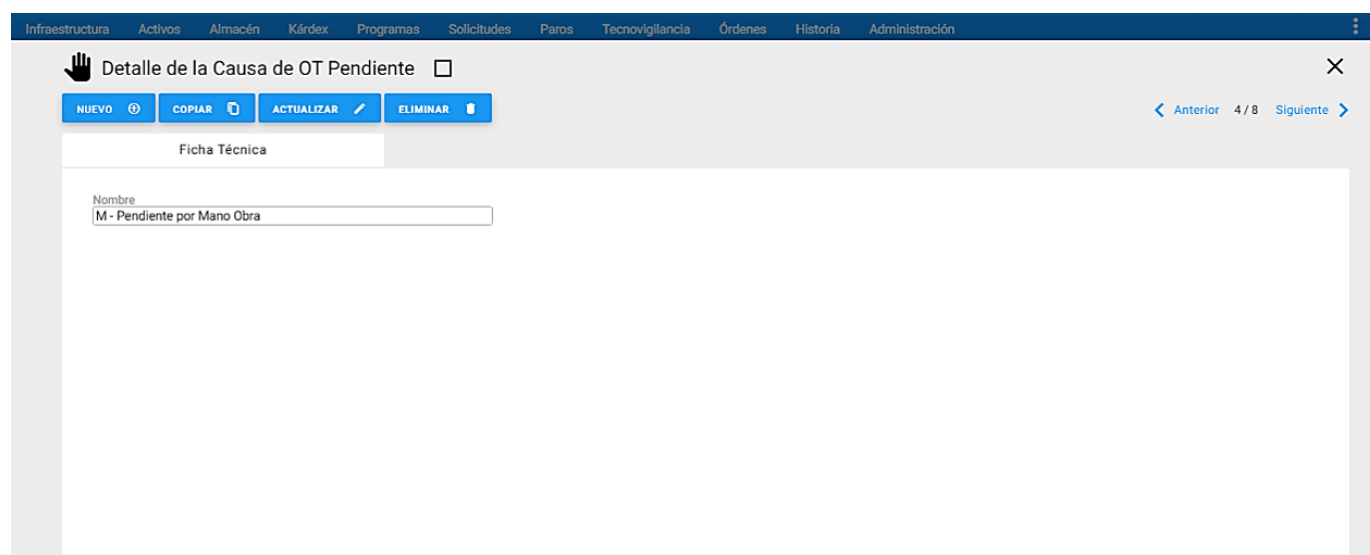 Infraestructura Activos Almacén Kárdex Programas Solicitudes Paros Tecnovigilancia Órdenes Historia Administración
Detalle de la Causa de OT Pendiente
NUEVO COPIAR ACTUALIZAR ELIMINAR Anterior 4 / 8 Siguiente
Ficha Técnica
Nombre
M - Pendiente por Mano Obra